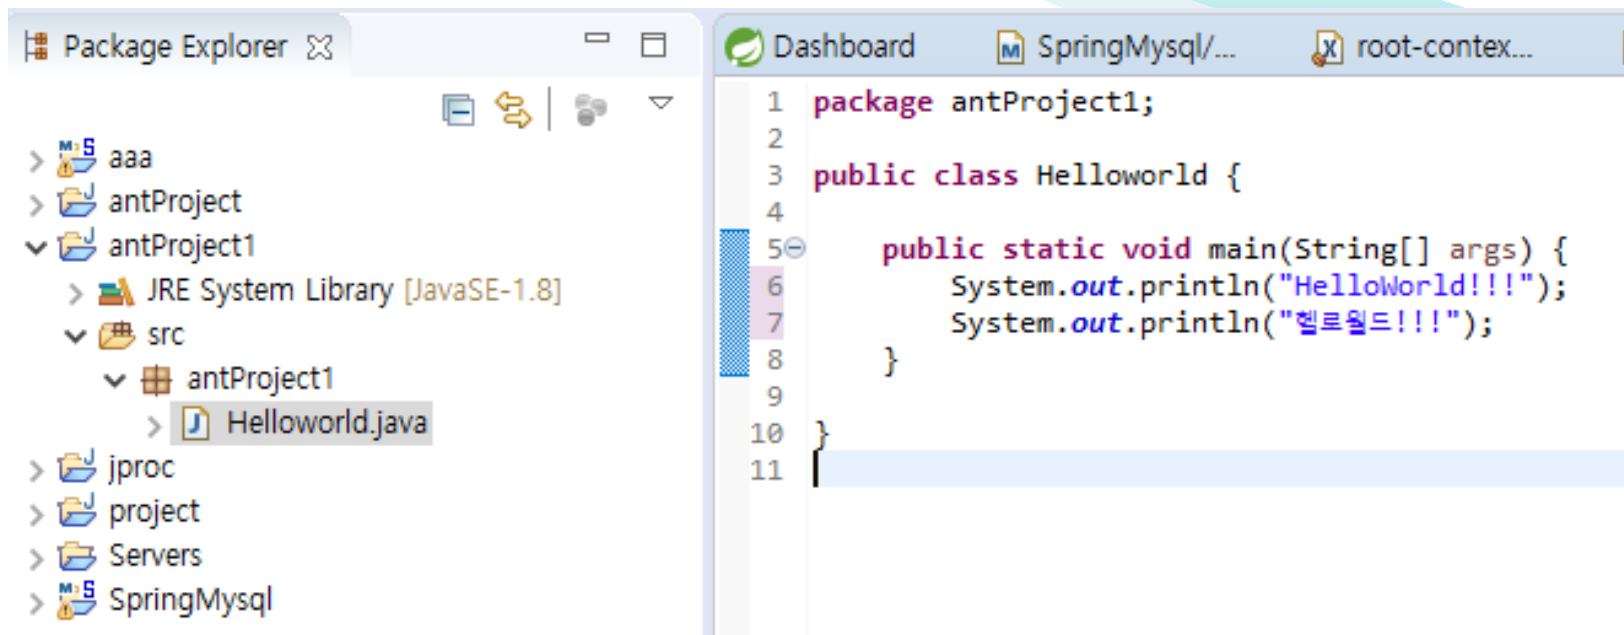 Package Explorer
aaa
antProject
antProject1
JRE System Library [JavaSE-1.8]
src
antProject1
Helloworld.java
jproc
project
Servers
SpringMysql
Dashboard
SpringMysql/...
root-contex...
1 package antProject1;
2
3 public class Helloworld {
4
5 public static void main(String[] args) {
6 System.out.println("HelloWorld!!!");
7 System.out.println("헬로월드!!!");
8 }
9
10 }
11